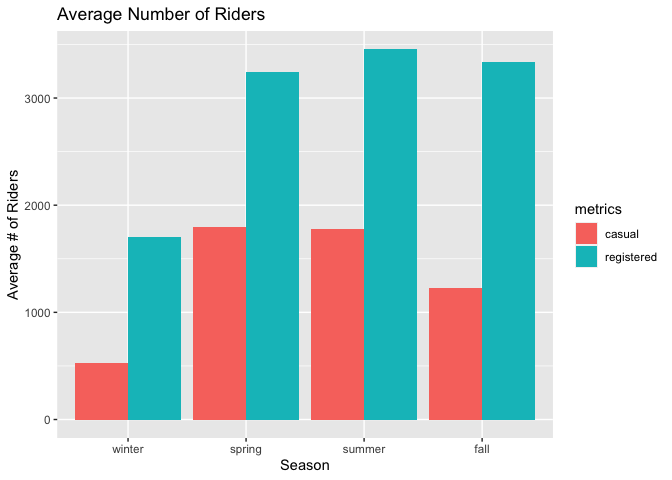 Average Number of Riders
Average # of Riders
3000
2000
1000
0
winter spring summer fall
Season
metrics
casual
registered